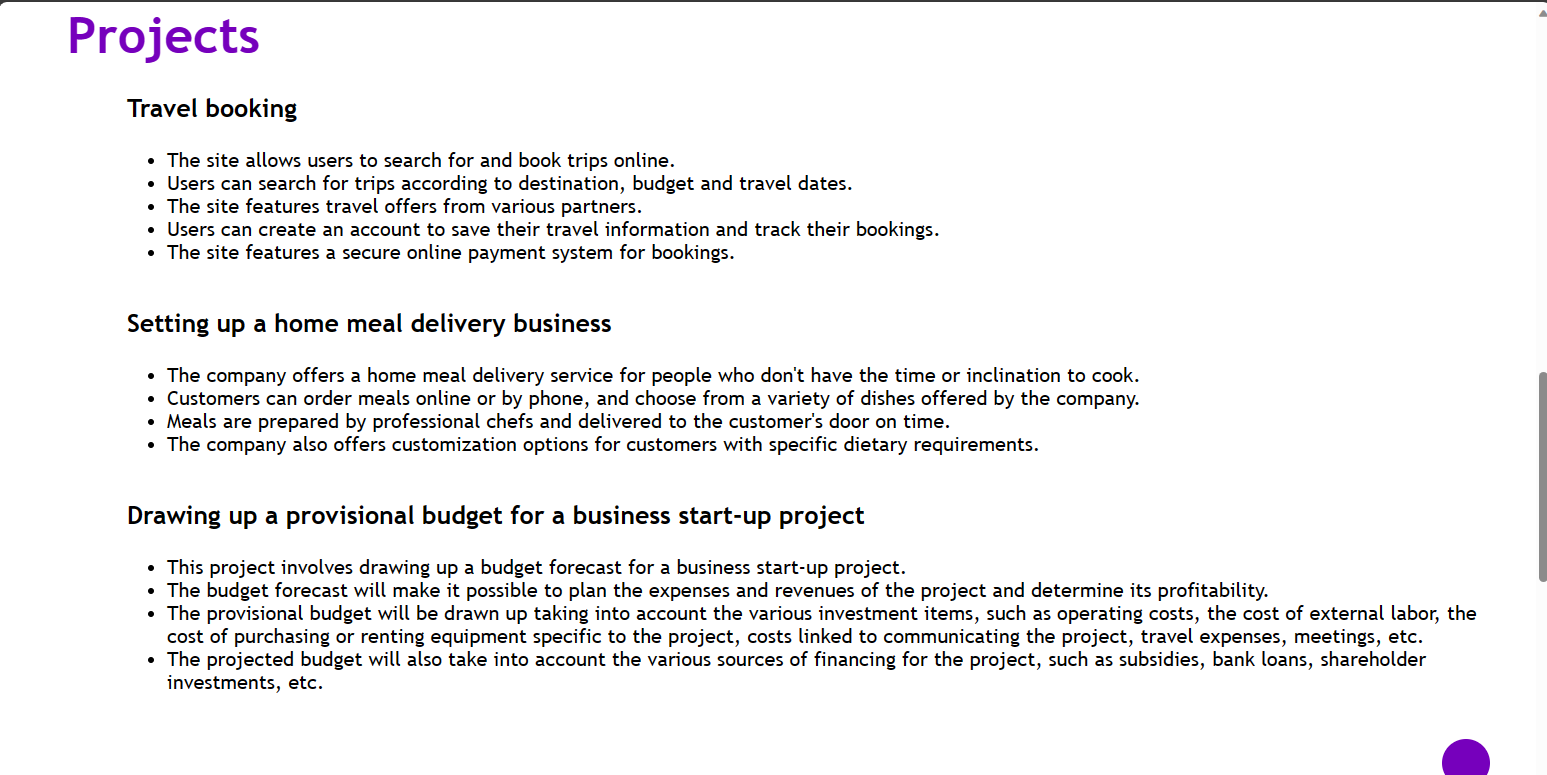 Projects
Travel booking
• The site allows users to search for and book trips online.
• Users can search for trips according to destination, budget and travel dates.
• The site features travel offers from various partners.
• Users can create an account to save their travel information and track their bookings.
• The site features a secure online payment system for bookings.
Setting up a home meal delivery business
• The company offers a home meal delivery service for people who don't have the time or inclination to cook.
• Customers can order meals online or by phone, and choose from a variety of dishes offered by the company.
• Meals are prepared by professional chefs and delivered to the customer's door on time.
• The company also offers customization options for customers with specific dietary requirements.
Drawing up a provisional budget for a business start-up project
• This project involves drawing up a budget forecast for a business start-up project.
• The budget forecast will make it possible to plan the expenses and revenues of the project and determine its profitability.
• The provisional budget will be drawn up taking into account the various investment items, such as operating costs, the cost of external labor, the
cost of purchasing or renting equipment specific to the project, costs linked to communicating the project, travel expenses, meetings, etc.
• The projected budget will also take into account the various sources of financing for the project, such as subsidies, bank loans, shareholder
investments, etc.